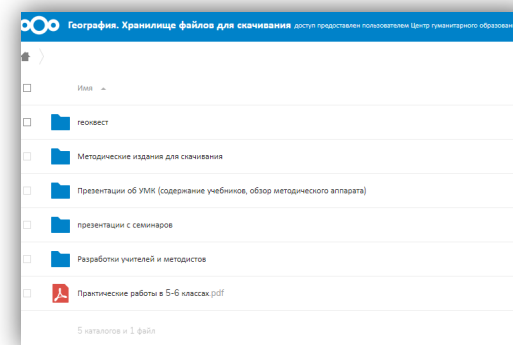 География. Хранилище файлов для скачивания доступ предоставлен пользователем Центр гуманитарного образован
Имя
геоквест
Методические издания для скачивания
Презентации об УМК (содержание учебников, обзор методического аппарата)
презентации с семинаров
Разработки учителей и методистов
Практические работы в 5-6 классах.pdf
5 каталогов и 1 файл